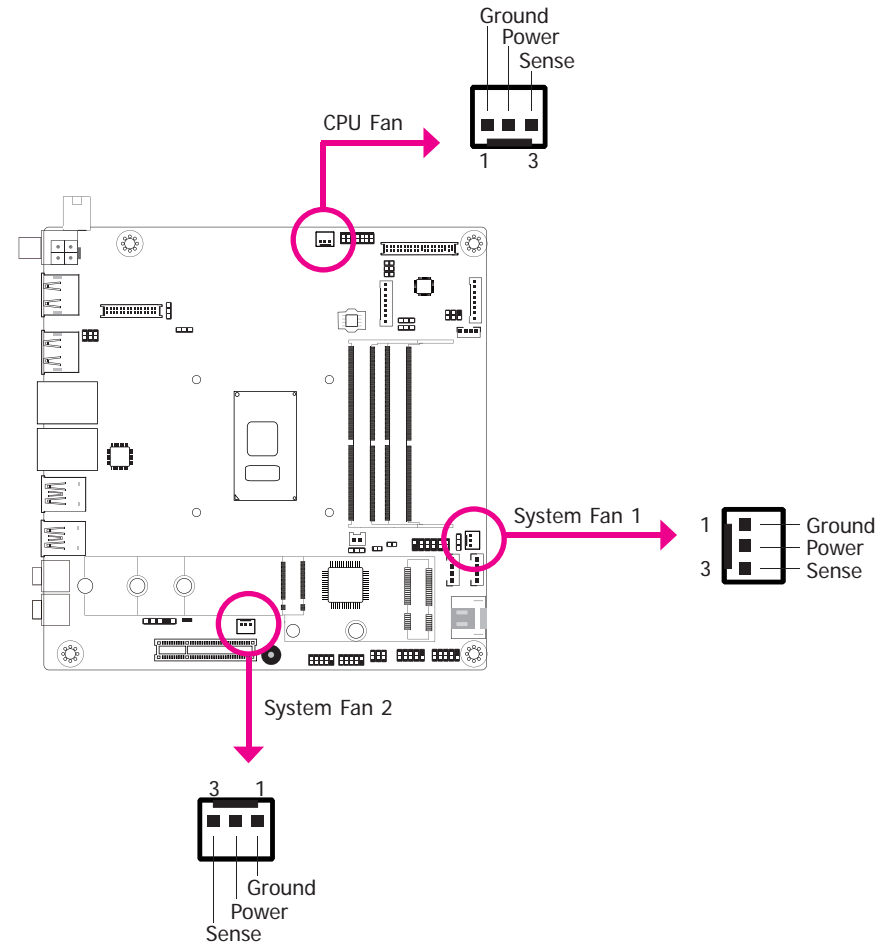 Ground
Power
Sense
CPU Fan
1 3
System Fan 1
1
3
Ground
Power
Sense
System Fan 2
3 1
Ground
Power
Sense